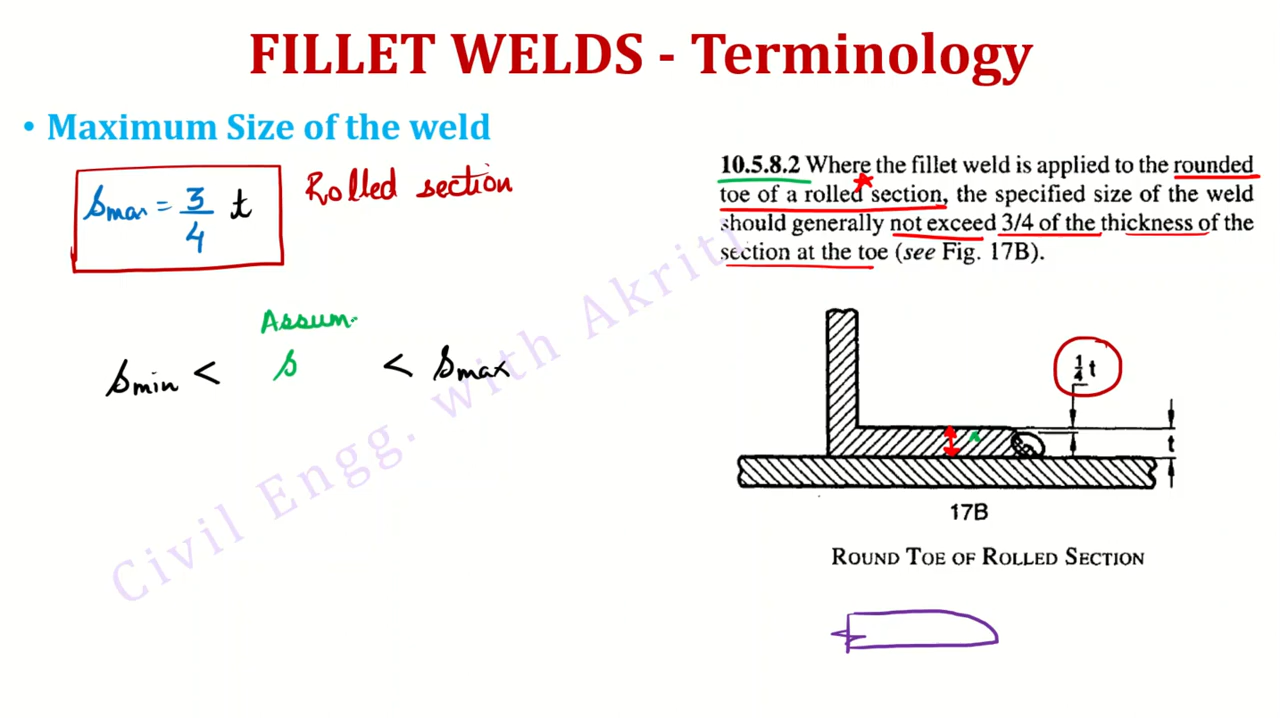 FILLET WELDS - Terminology
• Maximum Size of the weld
Smax = 3/4 t
Rolled section
Assum
Smin < S < Smax
10.5.8.2 Where the fillet weld is applied to the rounded
toe of a rolled section, the specified size of the weld
should generally not exceed 3/4 of the thickness of the
section at the toe (see Fig. 17B).
1/4 t
t
17B
ROUND TOE OF ROLLED SECTION
Civil Engg. with Akriti